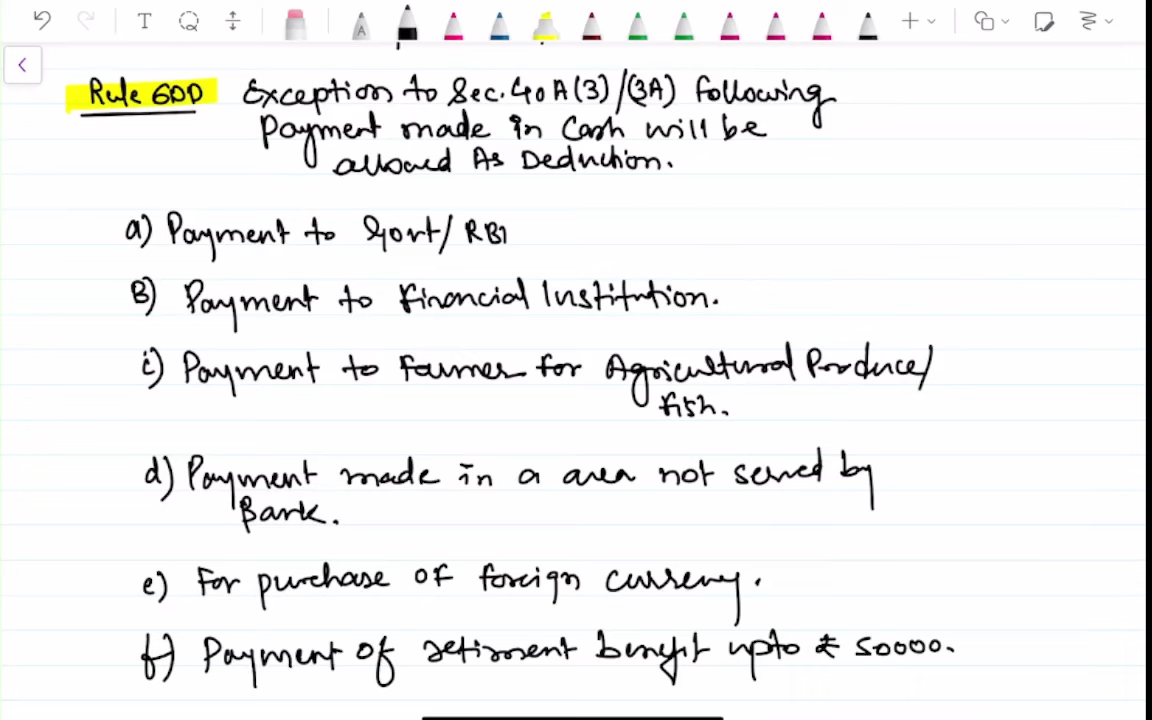 Rule 6DD Exception to Sec. 40A(3)/(3A) following
Payment made in Cash will be
allowed As Deduction.
a) Payment to Govt/RBI
B) Payment to Financial Institution.
c) Payment to Farmer for Agricultural Produce/
fish.
d) Payment made in a area not served by
Bank.
e) For purchase of foreign currency.
f) Payment of retirment benefit upto ₹ 50000.